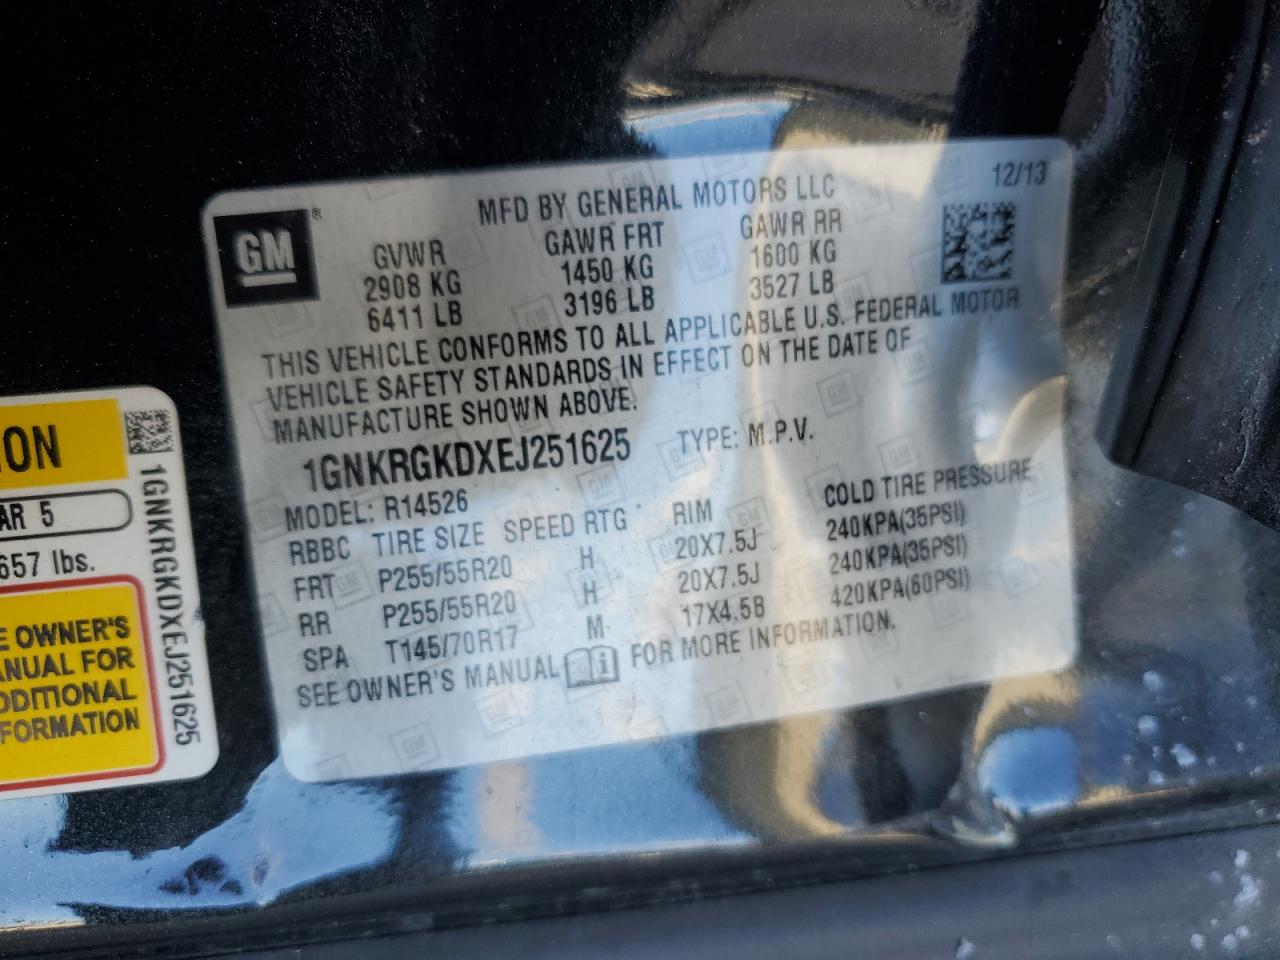 MFD BY GENERAL MOTORS LLC
12/13
GM®
GVWR GAWR FRT GAWR RR
2908 KG 1450 KG 1600 KG
6411 LB 3196 LB 3527 LB
THIS VEHICLE CONFORMS TO ALL APPLICABLE U.S. FEDERAL MOTOR
VEHICLE SAFETY STANDARDS IN EFFECT ON THE DATE OF
MANUFACTURE SHOWN ABOVE.
1GNKRGKDXEJ251625 TYPE: M.P.V.
MODEL: R14526
RBBC TIRE SIZE SPEED RTG RIM COLD TIRE PRESSURE
FRT P255/55R20 H 20X7.5J 240KPA(35PSI)
RR P255/55R20 H 20X7.5J 240KPA(35PSI)
SPA T145/70R17 M 17X4.5B 420KPA(60PSI)
SEE OWNER'S MANUAL FOR MORE INFORMATION.
ION
AR 5
657 lbs.
E OWNER'S
ANUAL FOR
DDITIONAL
FORMATION
1GNKRGKDXEJ251625